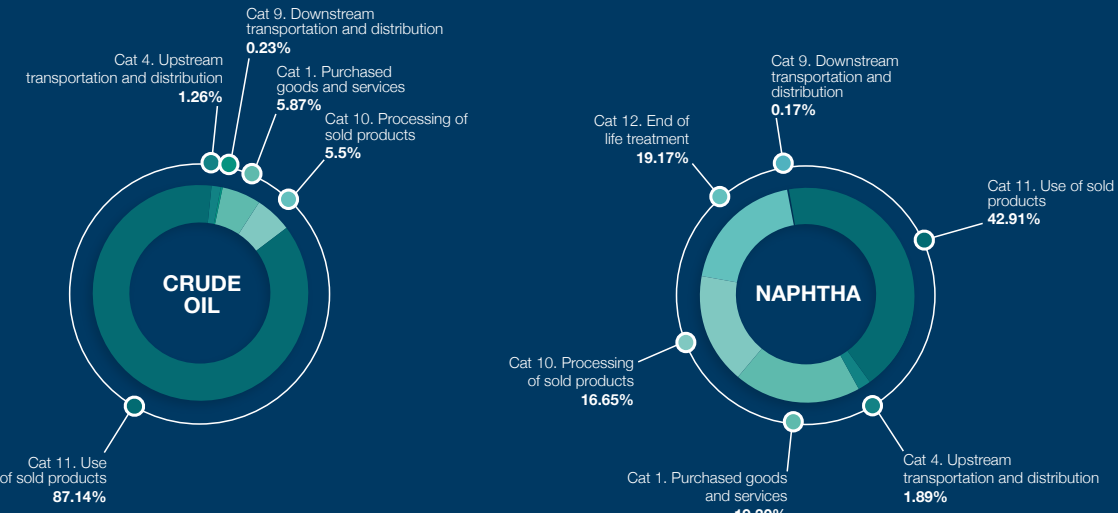 Cat 9. Downstream
transportation and distribution
0.23%
Cat 4. Upstream
transportation and distribution
1.26%
Cat 1. Purchased
goods and services
5.87%
Cat 10. Processing of
sold products
5.5%
CRUDE
OIL
Cat 11. Use
of sold products
87.14%
Cat 9. Downstream
transportation and
distribution
0.17%
Cat 12. End of
life treatment
19.17%
Cat 11. Use of sold
products
42.91%
NAPHTHA
Cat 10. Processing
of sold products
16.65%
Cat 4. Upstream
transportation and distribution
1.89%
Cat 1. Purchased goods
and services